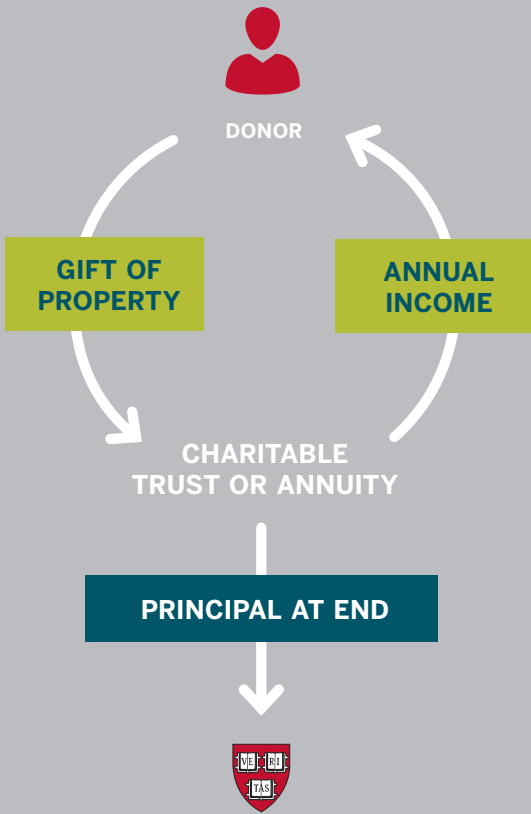 DONOR
GIFT OF
PROPERTY
ANNUAL
INCOME
CHARITABLE
TRUST OR ANNUITY
PRINCIPAL AT END
VE RI
TAS